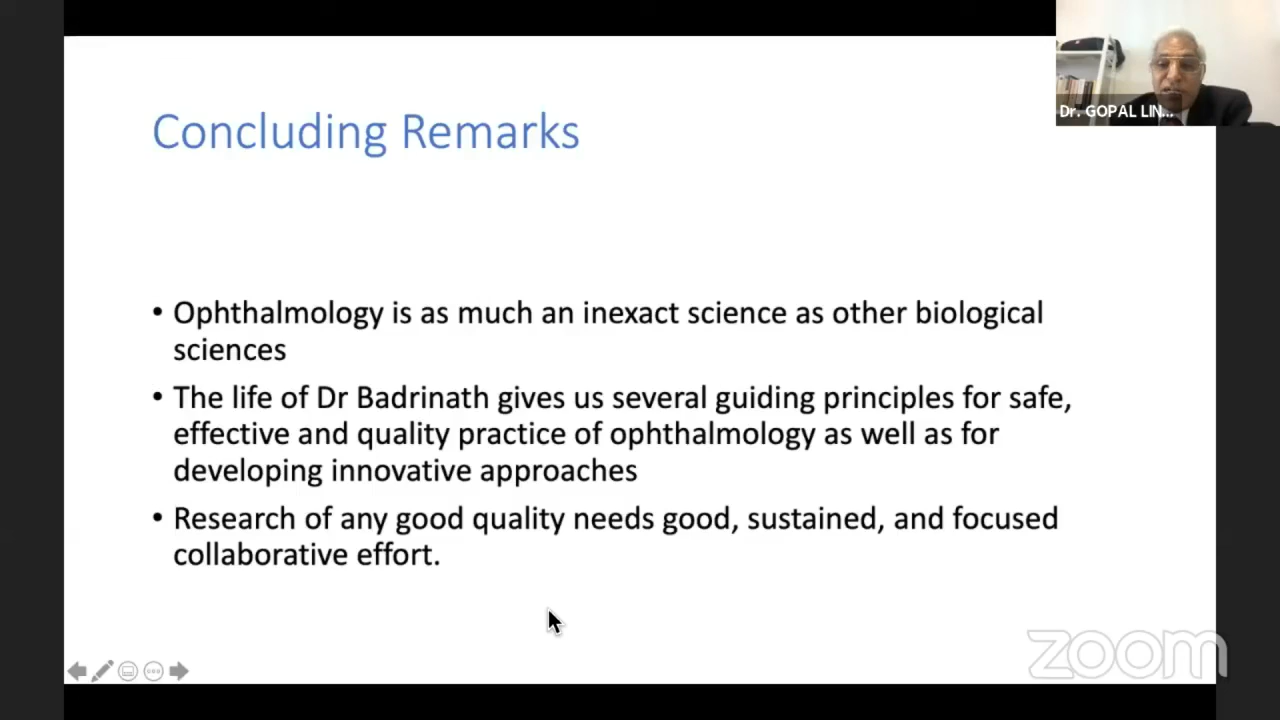 Concluding Remarks
Dr. GOPAL LIN...
• Ophthalmology is as much an inexact science as other biological
sciences
• The life of Dr Badrinath gives us several guiding principles for safe,
effective and quality practice of ophthalmology as well as for
developing innovative approaches
• Research of any good quality needs good, sustained, and focused
collaborative effort.
zoom